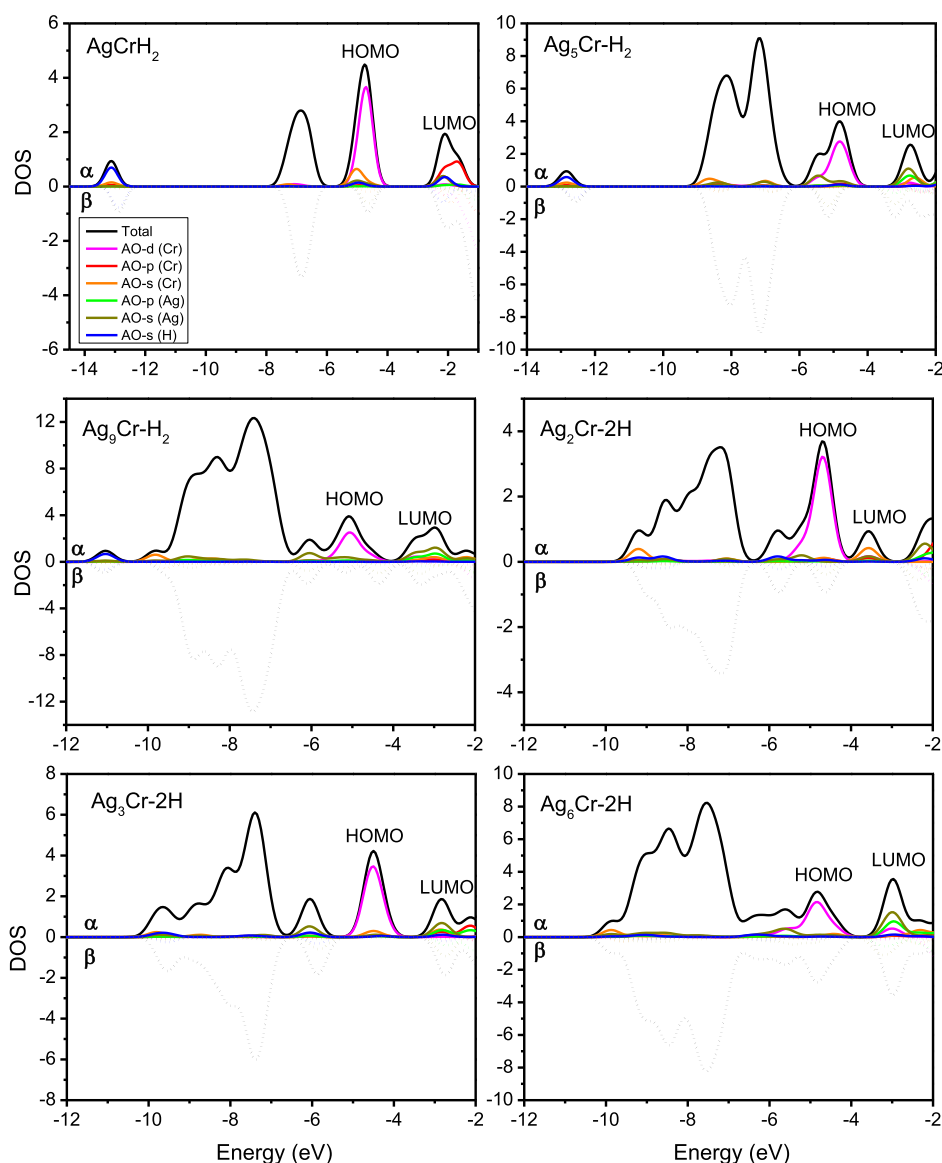 AgCrH₂
HOMO
LUMO
α
β
Total
AO-d (Cr)
AO-p (Cr)
AO-s (Cr)
AO-p (Ag)
AO-s (Ag)
AO-s (H)
DOS
6
4
2
0
-2
-4
-6
-14 -12 -10 -8 -6 -4 -2
Ag₅Cr-H₂
HOMO
LUMO
α
β
10
8
6
4
2
0
-2
-4
-6
-8
-10
-14 -12 -10 -8 -6 -4 -2
Ag₉Cr-H₂
HOMO
LUMO
α
β
DOS
12
8
4
0
-4
-8
-12
-12 -10 -8 -6 -4 -2
Ag₂Cr-2H
HOMO
LUMO
α
β
4
2
0
-2
-4
-12 -10 -8 -6 -4 -2
Ag₃Cr-2H
HOMO
LUMO
α
β
DOS
8
6
4
2
0
-2
-4
-6
-8
-12 -10 -8 -6 -4 -2
Energy (eV)
Ag₆Cr-2H
HOMO
LUMO
α
β
10
8
6
4
2
0
-2
-4
-6
-8
-10
-12 -10 -8 -6 -4 -2
Energy (eV)